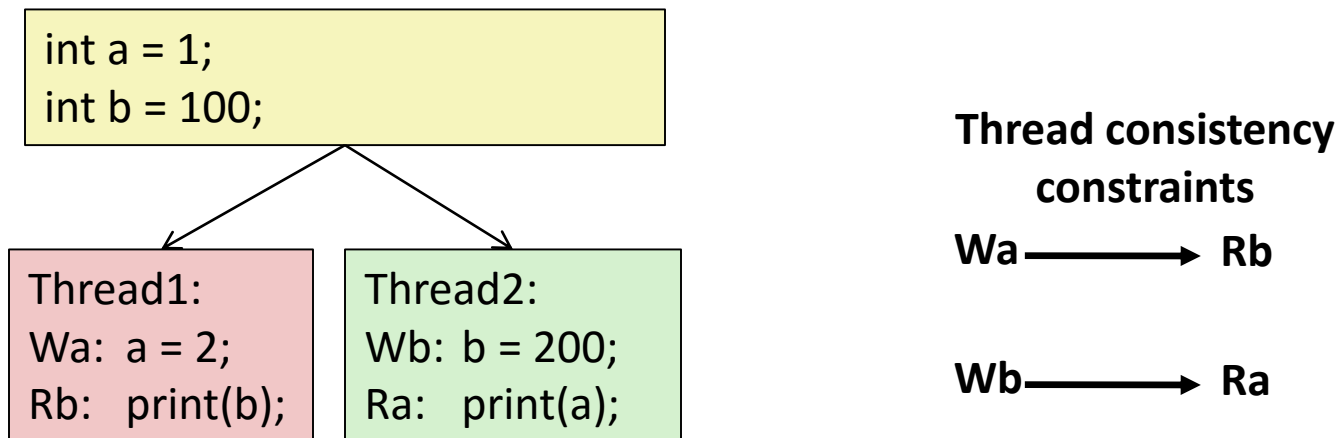 int a = 1;
int b = 100;
Thread consistency
constraints
Wa Rb
Wb Ra
Thread1:
Wa: a = 2;
Rb: print(b);
Thread2:
Wb: b = 200;
Ra: print(a);